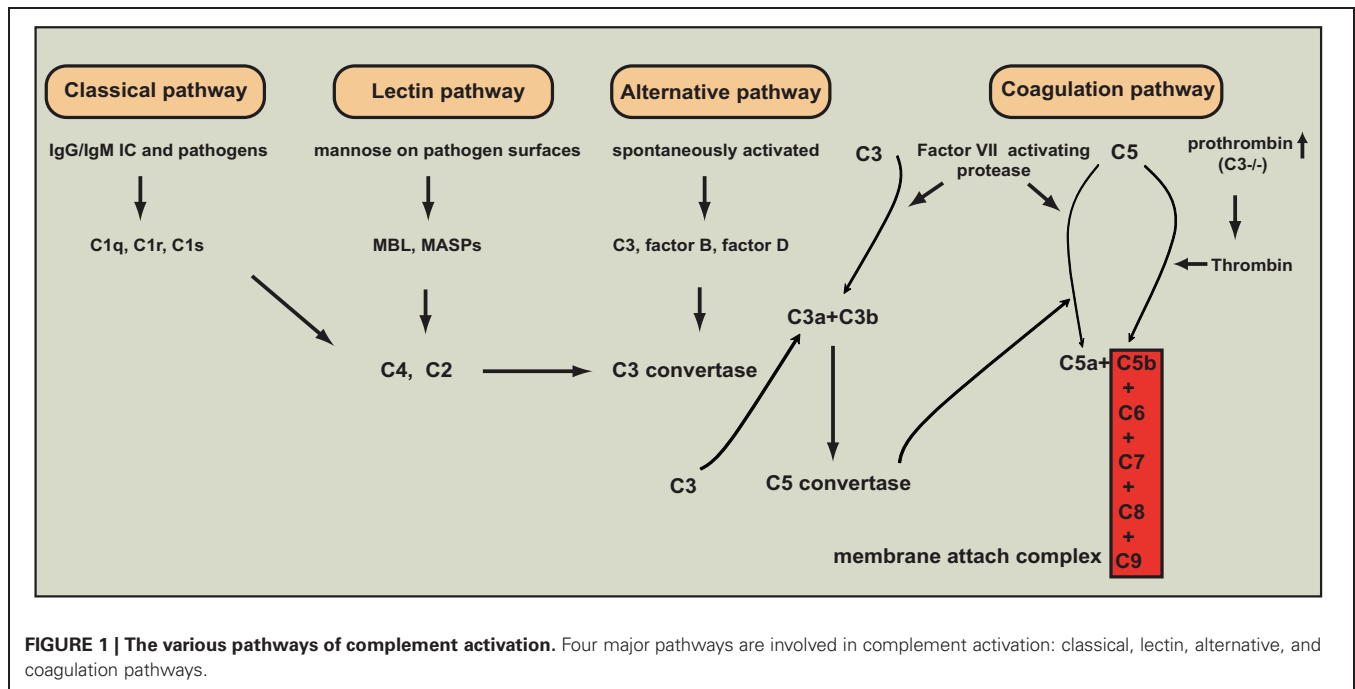 Classical pathway
Lectin pathway
Alternative pathway
Coagulation pathway
IgG/IgM IC and pathogens
mannose on pathogen surfaces
spontaneously activated
C3
Factor VII activating
protease
C5
prothrombin
(C3-/-)
C1q, C1r, C1s
MBL, MASPs
C3, factor B, factor D
Thrombin
C3a+C3b
C4, C2
C3 convertase
C5a+
C5b
+
C6
+
C7
+
C8
+
C9
C3
C5 convertase
membrane attach complex
FIGURE 1 | The various pathways of complement activation. Four major pathways are involved in complement activation: classical, lectin, alternative, and
coagulation pathways.